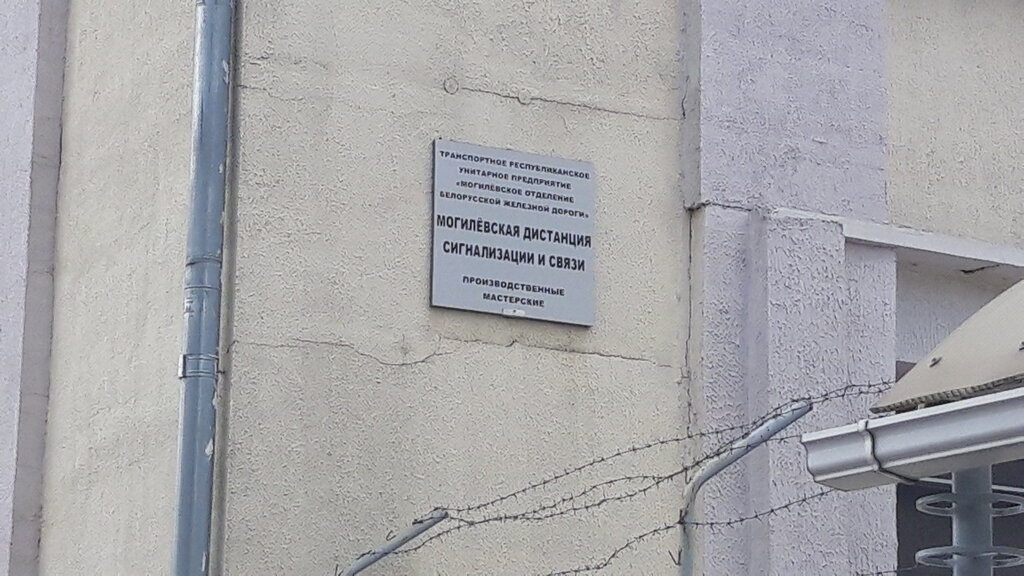 ТРАНСПОРТНОЕ РЕСПУБЛИКАНСКОЕ
УНИТАРНОЕ ПРЕДПРИЯТИЕ
«МОГИЛЁВСКОЕ ОТДЕЛЕНИЕ
БЕЛОРУССКОЙ ЖЕЛЕЗНОЙ ДОРОГИ»
МОГИЛЁВСКАЯ ДИСТАНЦИЯ
СИГНАЛИЗАЦИИ И СВЯЗИ
ПРОИЗВОДСТВЕННЫЕ
МАСТЕРСКИЕ